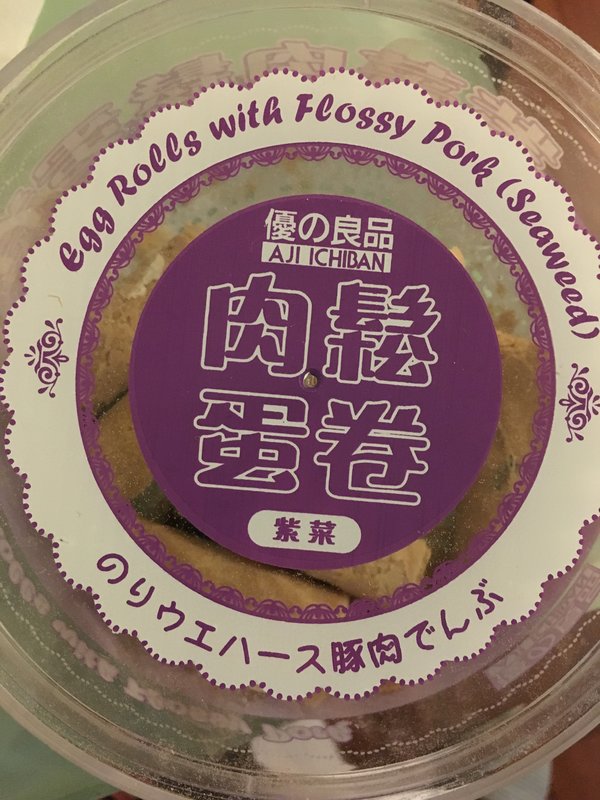 Egg Rolls with Flossy Pork (Seaweed)
優の良品
AJI ICHIBAN
肉鬆
蛋卷
紫菜
のりウエハース豚肉でんぶ